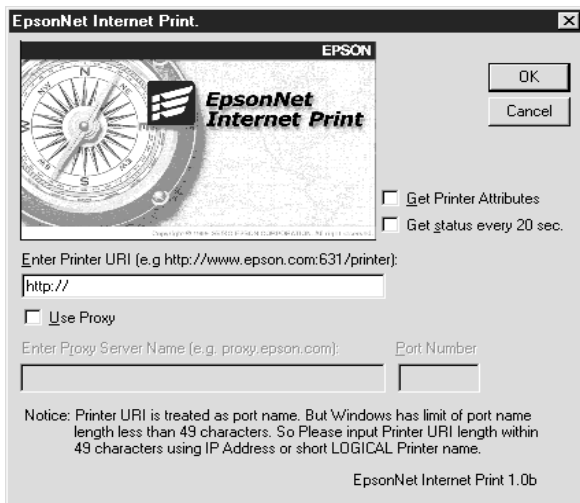 EpsonNet Internet Print.
EPSON
EpsonNet
Internet Print
N
NE
E
S
W
OK
Cancel
Get Printer Attributes
Get status every 20 sec.
Enter Printer URI (e.g http://www.epson.com:631/printer):
http://
Use Proxy
Enter Proxy Server Name (e.g. proxy.epson.com):
Port Number
Notice: Printer URI is treated as port name. But Windows has limit of port name
length less than 49 characters. So Please input Printer URI length within
49 characters using IP Address or short LOGICAL Printer name.
EpsonNet Internet Print 1.0b